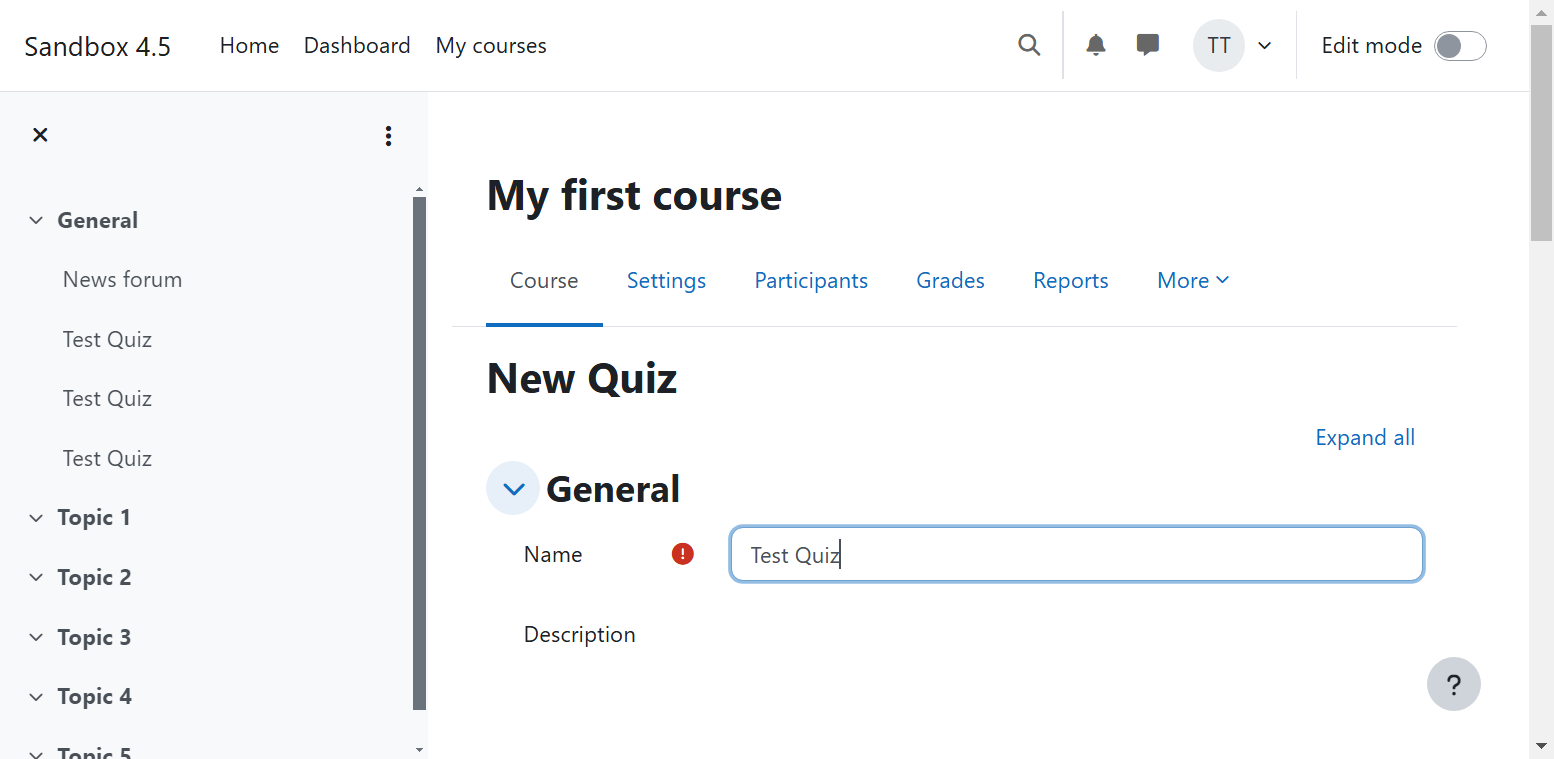 Sandbox 4.5 Home Dashboard My courses TT Edit mode
General
News forum
Test Quiz
Test Quiz
Test Quiz
Topic 1
Topic 2
Topic 3
Topic 4
Topic 5
My first course
Course Settings Participants Grades Reports More
New Quiz
Expand all
General
Name ! Test Quiz
Description
?